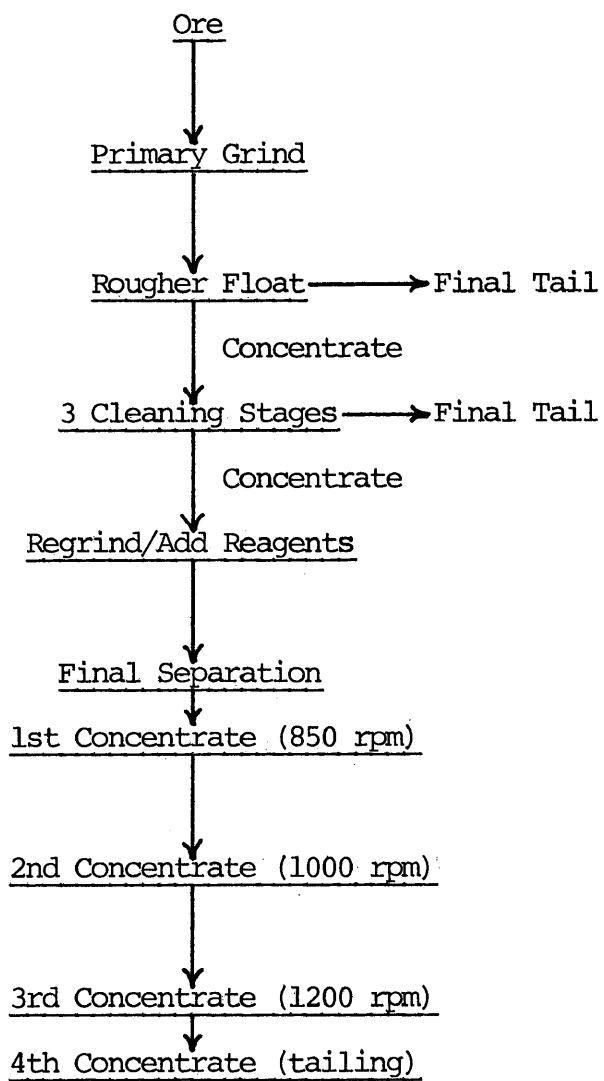 Ore
Primary Grind
Rougher Float Final Tail
Concentrate
3 Cleaning Stages Final Tail
Concentrate
Regrind/Add Reagents
Final Separation
1st Concentrate (850 rpm)
2nd Concentrate (1000 rpm)
3rd Concentrate (1200 rpm)
4th Concentrate (tailing)